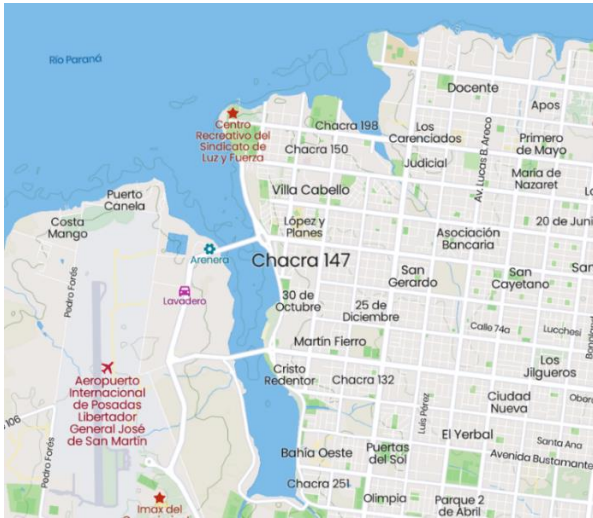 Río Paraná
Docente
Apos
Centro
Recreativo del
Sindicato de
Luz y Fuerza
Chacra 198
Los
Carenciados
Primero
de Mayo
Av. Lucas B. Araco
Chacra 150
Judicial
María de
Nazaret
Villa Cabello
Puerto
Canela
Costa
Mango
López y
Planes
20 de Juni
Asociación
Bancaria
Arenera
Chacra 147
San
Gerardo
San
Cayetano
San
Pedro Forés
Lavadero
30 de
Octubre
25 de
Diciembre
Calle 74a
Lucchesi
Martín Fierro
Los
Jilgueros
Aeropuerto
Internacional
de Posadas
Libertador
General José
de San Martín
Cristo
Redentor
Chacra 132
Ciudad
Nueva
Luis Pérez
El Yerbal
Santa Ana
Pedro Forés
Bahía Oeste
Puertas
del Sol
Avenida Bustamante
Chacra 251
Olimpia
Parque 2
de Abril
Imax del